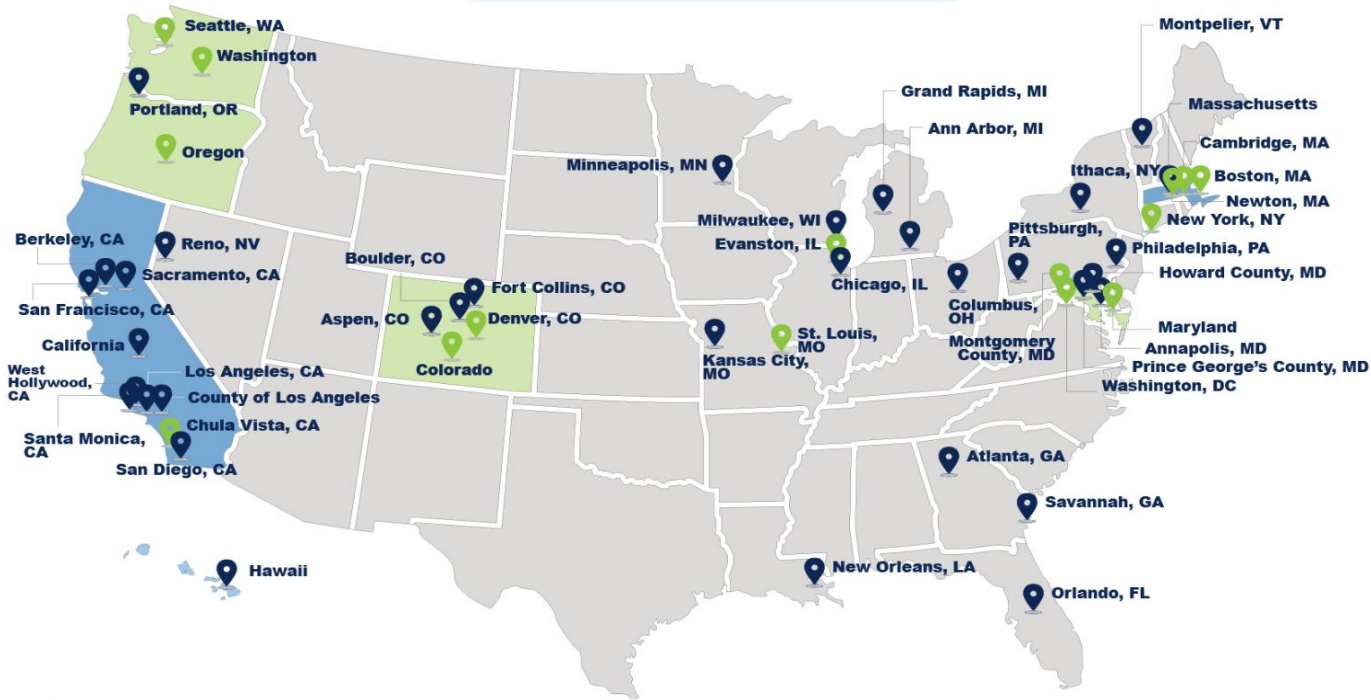 Seattle, WA
Washington
Portland, OR
Oregon
Berkeley, CA
Reno, NV
Sacramento, CA
San Francisco, CA
California
West
Hollywood,
CA
Los Angeles, CA
County of Los Angeles
Santa Monica,
CA
Chula Vista, CA
San Diego, CA
Hawaii
Boulder, CO
Fort Collins, CO
Aspen, CO
Denver, CO
Colorado
Minneapolis, MN
Milwaukee, WI
Evanston, IL
Chicago, IL
Kansas City,
MO
St. Louis,
MO
Grand Rapids, MI
Ann Arbor, MI
Columbus,
OH
Pittsburgh,
PA
Ithaca, NY
Montpelier, VT
Massachusetts
Cambridge, MA
Boston, MA
Newton, MA
New York, NY
Philadelphia, PA
Howard County, MD
Montgomery
County, MD
Maryland
Annapolis, MD
Prince George's County, MD
Washington, DC
Atlanta, GA
Savannah, GA
New Orleans, LA
Orlando, FL